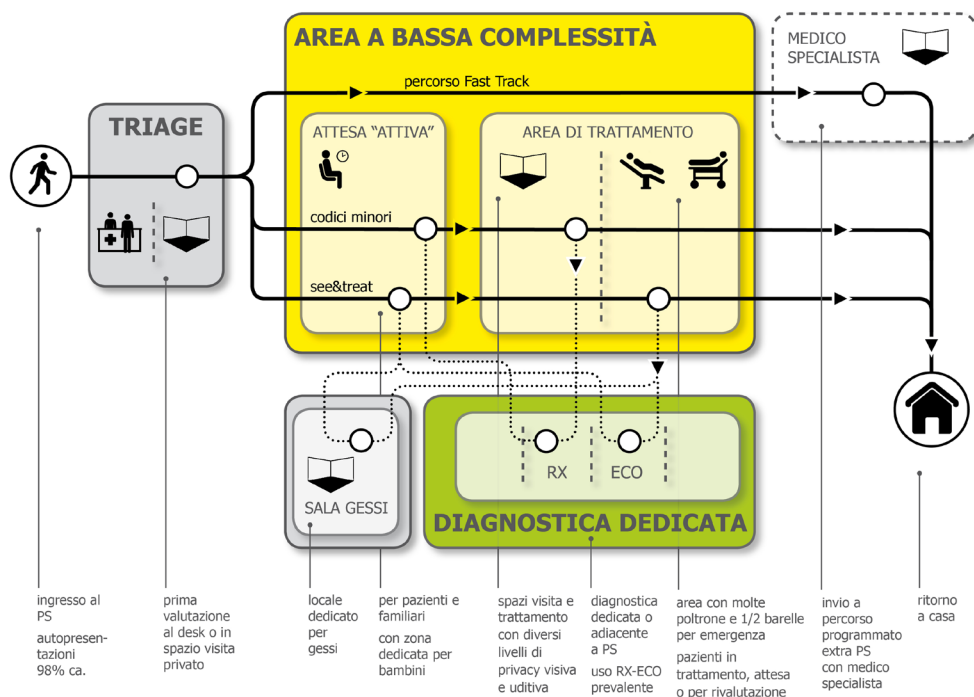 AREA A BASSA COMPLESSITÀ
MEDICO
SPECIALISTA
percorso Fast Track
TRIAGE
ATTESA "ATTIVA"
AREA DI TRATTAMENTO
codici minori
see&treat
RX
ECO
SALA GESSI
DIAGNOSTICA DEDICATA
ingresso al
PS
autopresen-
tazioni
98% ca.
prima
valutazione
al desk o in
spazio visita
privato
locale
dedicato
per
gessi
per pazienti e
familiari
con zona
dedicata per
bambini
spazi visita e
trattamento
con diversi
livelli di
privacy visiva
e uditiva
diagnostica
dedicata o
adiacente
a PS
uso RX-ECO
prevalente
area con molte
poltrone e 1/2 barelle
per emergenza
pazienti in
trattamento, attesa
o per rivalutazione
invio a
percorso
programmato
extra PS
con medico
specialista
ritorno
a casa